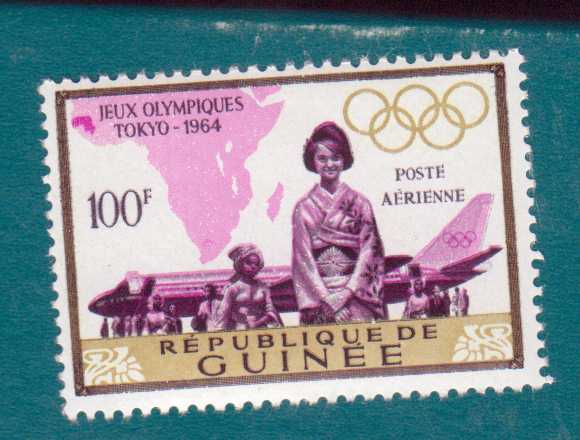 JEUX OLYMPIQUES
TOKYO - 1964
100F
POSTE
AÉRIENNE
RÉPUBLIQUE DE
GUINÉE